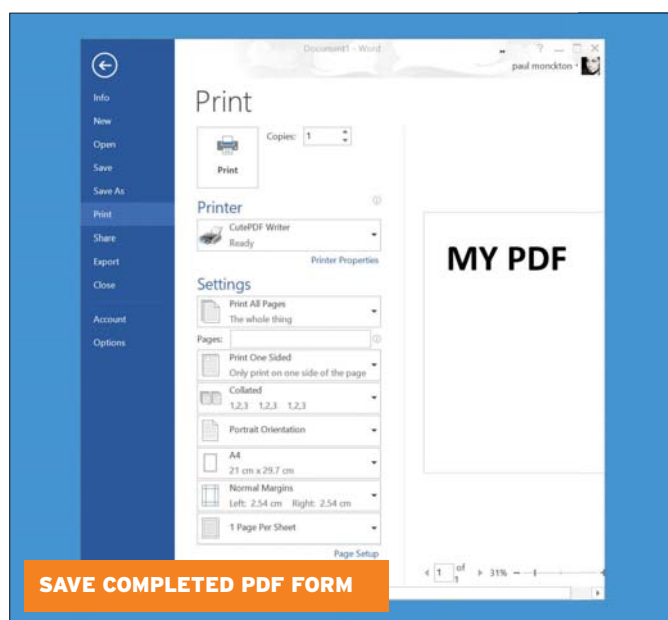 Document1 - Word
paul monckton
Info
New
Open
Save
Save As
Print
Share
Export
Close
Account
Options
Print
Copies: 1
Print
Printer
CutePDF Writer
Ready
Printer Properties
Settings
Print All Pages
The whole thing
Pages:
Print One Sided
Only print on one side of the page
Collated
1,2,3 1,2,3 1,2,3
Portrait Orientation
A4
21 cm x 29.7 cm
Normal Margins
Left: 2.54 cm Right: 2.54 cm
1 Page Per Sheet
Page Setup
MY PDF
1 of 1
31%
SAVE COMPLETED PDF FORM